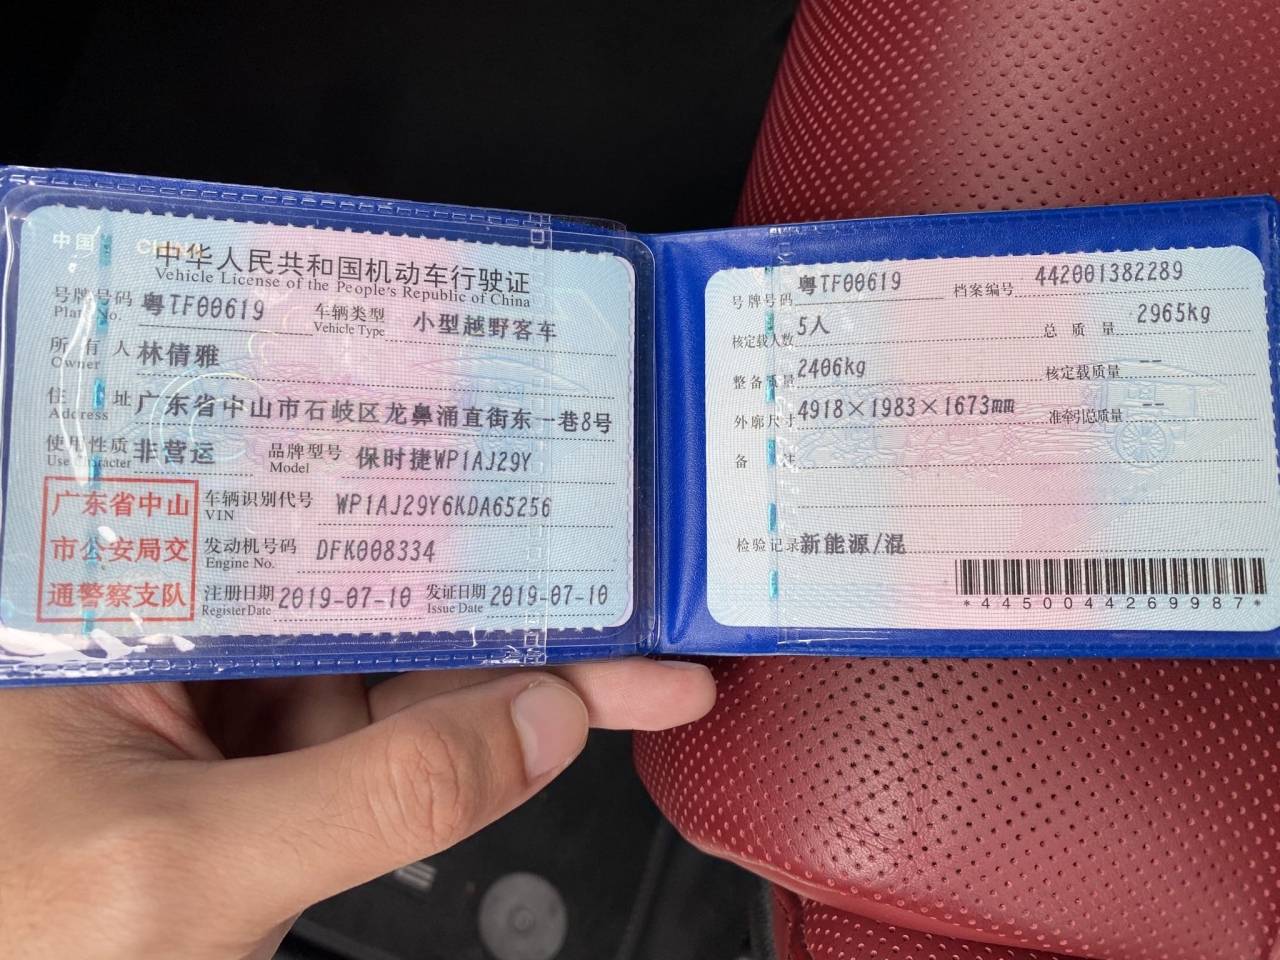 中国 CHINA
中华人民共和国机动车行驶证
Vehicle License of the People's Republic of China
号牌号码 粤TF00619 车辆类型 小型越野客车
Plate No. Vehicle Type
所有人 林倩雅
Owner
住址 广东省中山市石岐区龙鼻涌直街东一巷8号
Address
使用性质 非营运 品牌型号 保时捷WP1AJ29Y
Use Character Model
广东省中山
市公安局交
通警察支队
车辆识别代号 WP1AJ29Y6KDA65256
VIN
发动机号码 DFK008334
Engine No.
注册日期 2019-07-10 发证日期 2019-07-10
Register Date Issue Date
号牌号码 粤TF00619 档案编号 442001382289
核定载人数 5人 总质量 2965kg
整备质量 2406kg 核定载质量 --
外廓尺寸 4918×1983×1673mm 准牵引总质量 --
备注
检验记录 新能源/混
*4450044269987*